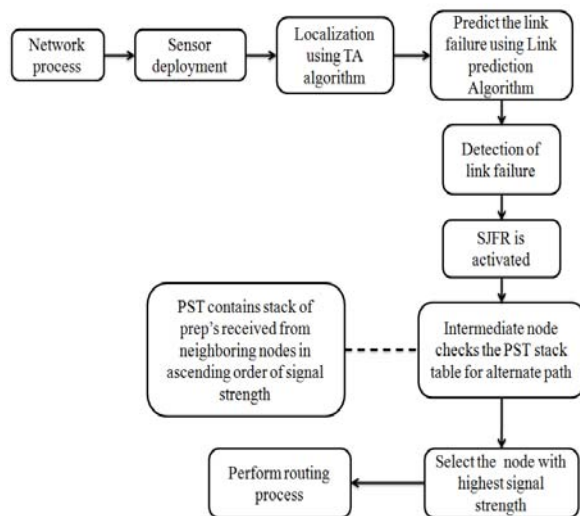 Network
process
Sensor
deployment
Localization
using TA
algorithm
Predict the link
failure using Link
prediction
Algorithm
Detection of
link failure
SJFR is
activated
PST contains stack of
prep's received from
neighboring nodes in
ascending order of signal
strength
Intermediate node
checks the PST stack
table for alternate path
Select the node with
highest signal
strength
Perform routing
process